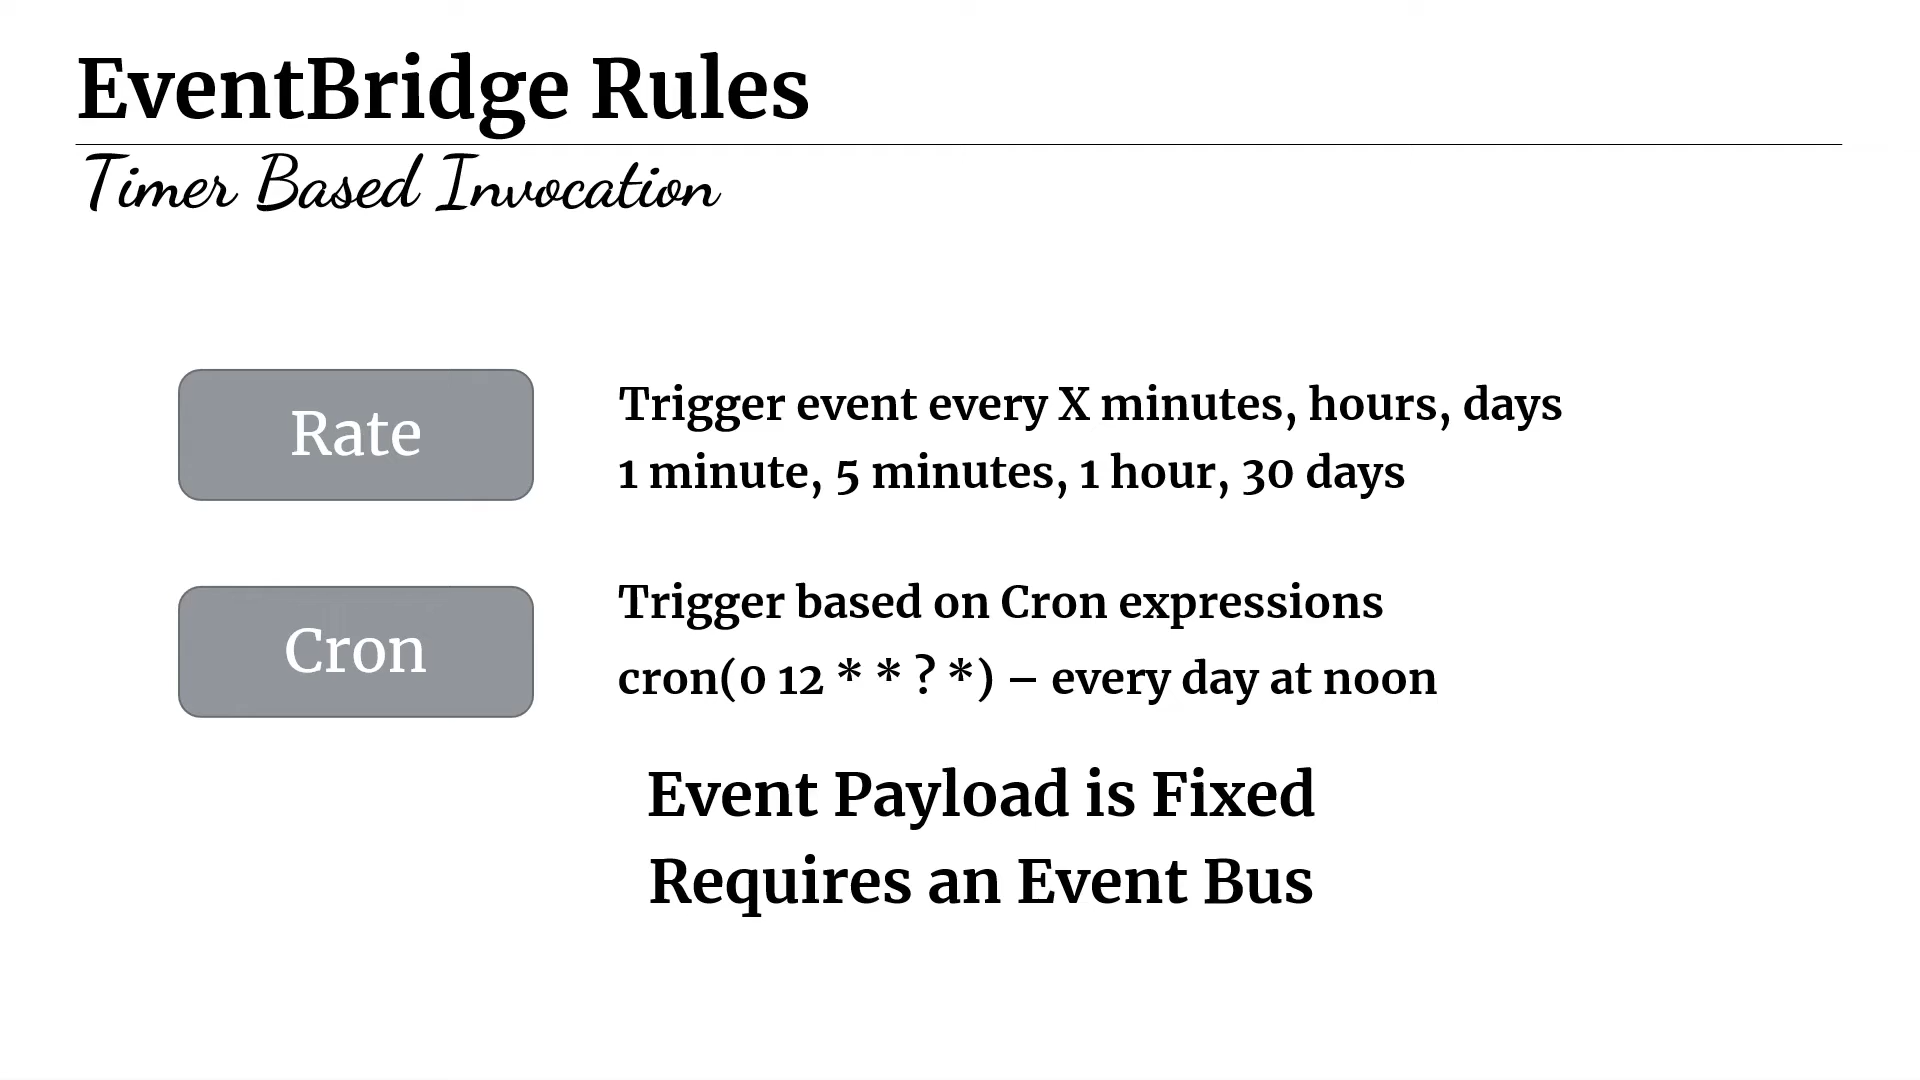 EventBridge Rules
Timer Based Invocation
Rate
Trigger event every X minutes, hours, days
1 minute, 5 minutes, 1 hour, 30 days
Cron
Trigger based on Cron expressions
cron(0 12 * * ? *) – every day at noon
Event Payload is Fixed
Requires an Event Bus